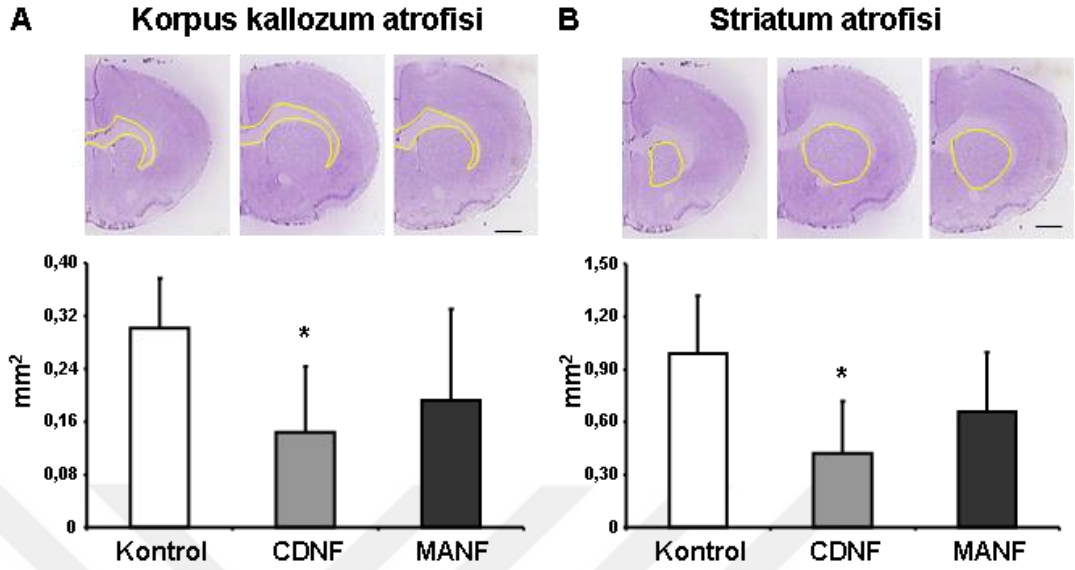 A Korpus kallozum atrofisi
mm²
0,40
0,32
0,24
0,16
0,08
0
*
Kontrol CDNF MANF
B Striatum atrofisi
mm²
1,50
1,20
0,90
0,60
0,30
0
*
Kontrol CDNF MANF